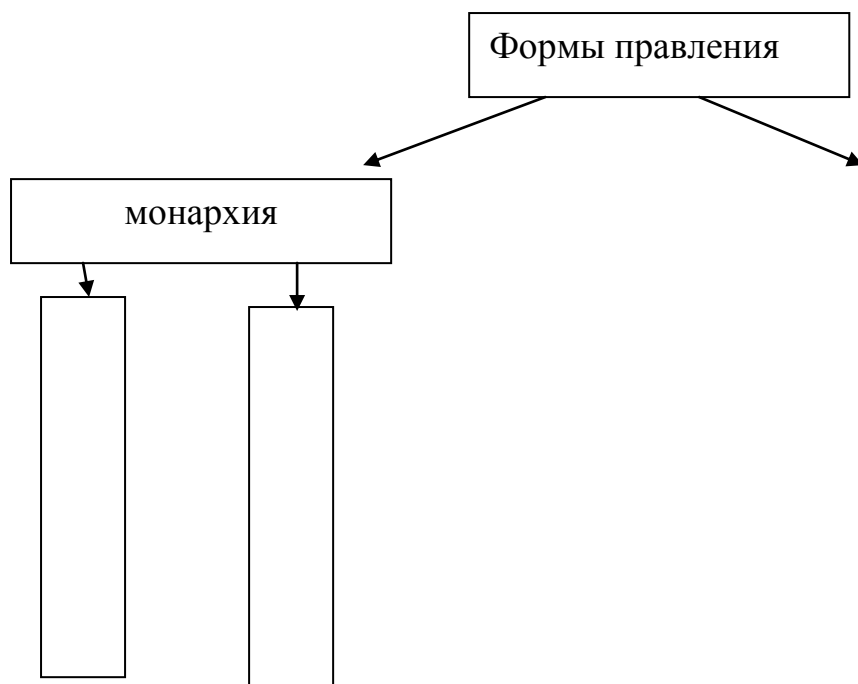 Формы правления
монархия